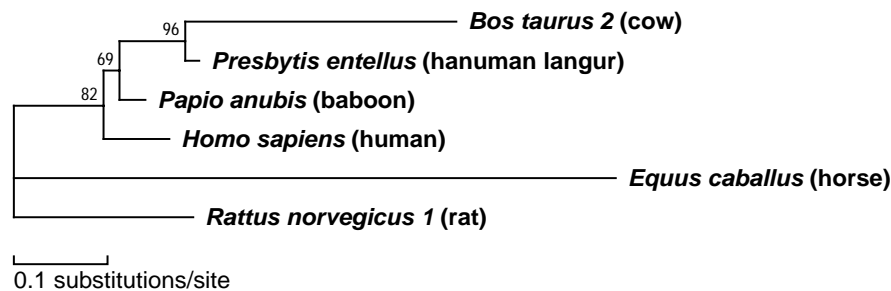 96
Bos taurus 2 (cow)
69
Presbytis entellus (hanuman langur)
82
Papio anubis (baboon)
Homo sapiens (human)
Equus caballus (horse)
Rattus norvegicus 1 (rat)
0.1 substitutions/site